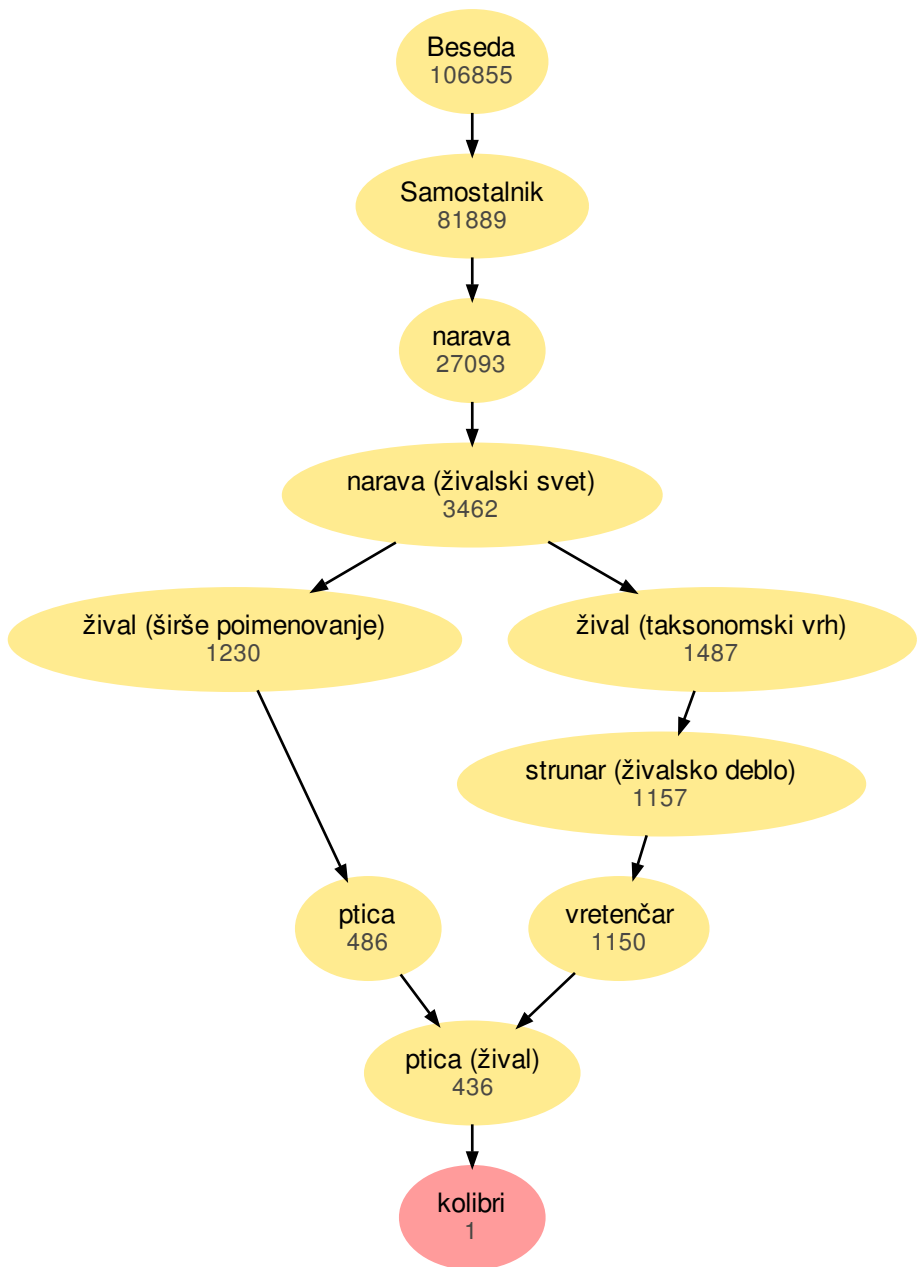 Beseda
106855
Samostalnik
81889
narava
27093
narava (živalski svet)
3462
žival (širše poimenovanje)
1230
žival (taksonomski vrh)
1487
strunar (živalsko deblo)
1157
ptica
486
vretenčar
1150
ptica (žival)
436
kolibri
1